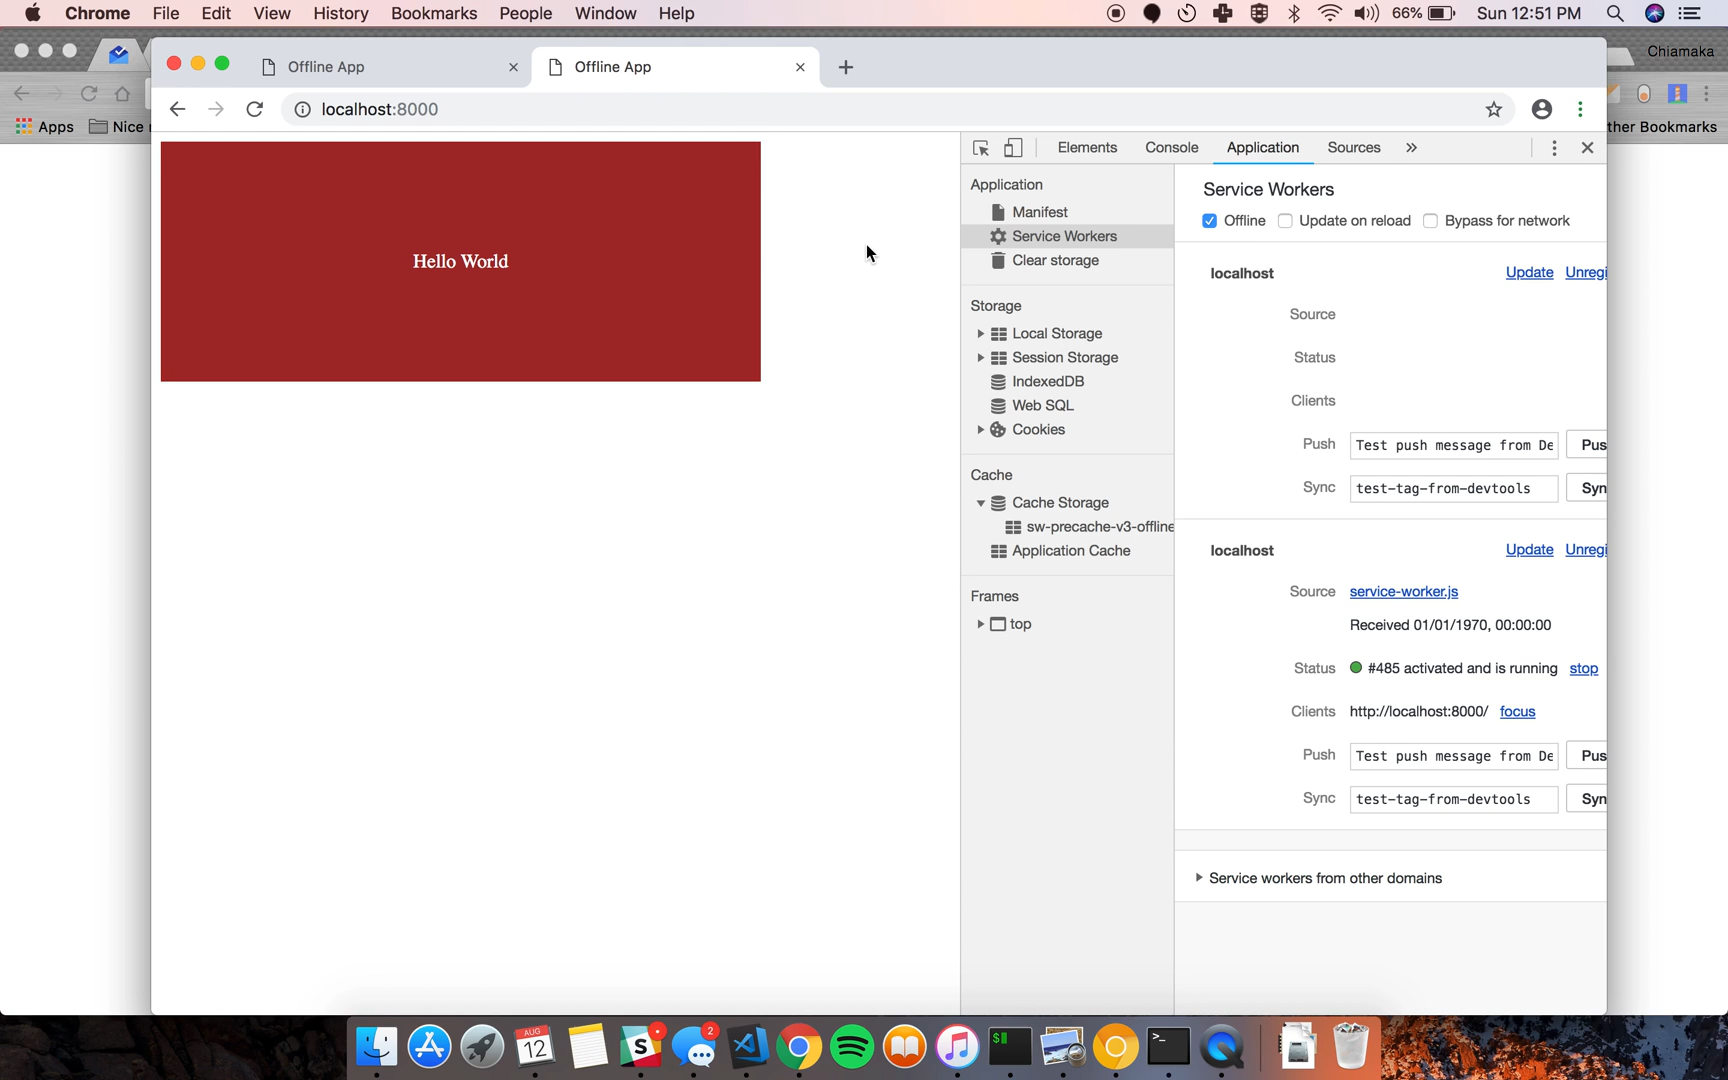 Chrome File Edit View History Bookmarks People Window Help 66% Sun 12:51 PM
Chiamaka
Offline App
Offline App
localhost:8000
Apps Nice
ther Bookmarks
Hello World
Elements Console Application Sources »
Application
Manifest
Service Workers
Clear storage
Storage
Local Storage
Session Storage
IndexedDB
Web SQL
Cookies
Cache
Cache Storage
sw-precache-v3-offline
Application Cache
Frames
top
Service Workers
Offline Update on reload Bypass for network
localhost Update Unregi
Source
Status
Clients
Push Test push message from De Pus
Sync test-tag-from-devtools Syn
localhost Update Unregi
Source service-worker.js
Received 01/01/1970, 00:00:00
Status #485 activated and is running stop
Clients http://localhost:8000/ focus
Push Test push message from De Pus
Sync test-tag-from-devtools Syn
Service workers from other domains
AUG
12
S
2
$
>_